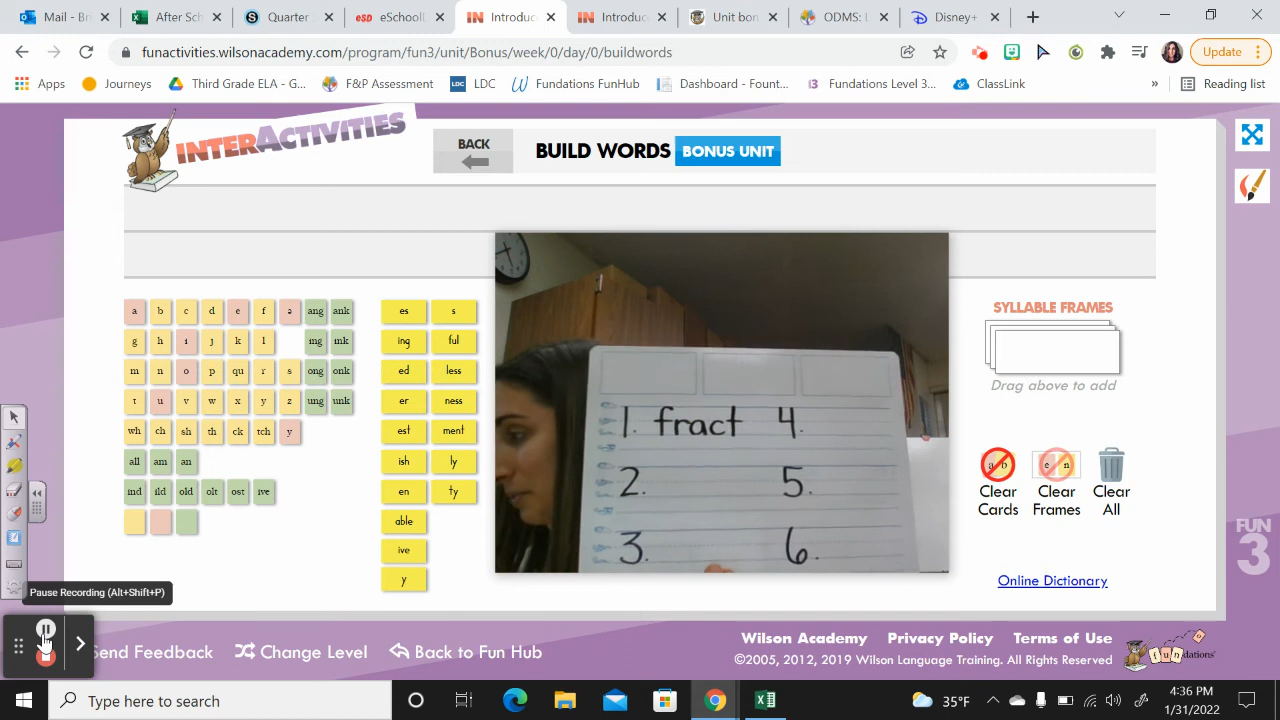 Mail - Br
After Sch
Quarter
eSchoolD
Introduc
Introduc
Unit bon
ODMS: L
Disney+
funactivities.wilsonacademy.com/program/fun3/unit/Bonus/week/0/day/0/buildwords
Update
Apps
Journeys
Third Grade ELA - G...
F&P Assessment
LDC
Fundations FunHub
Dashboard - Fount...
Fundations Level 3...
ClassLink
Reading list
INTERACTIVITIES
BACK
BUILD WORDS BONUS UNIT
a b c d e f ə ang ank
g h i j k l ing ink
m n o p qu r s ong onk
t u v w x y z ung unk
wh ch sh th ck tch y
all am an
ind ild old olt ost ive
es s
ing ful
ed less
er ness
est ment
ish ly
en ty
able
ive
y
1. fract 4.
2. 5.
3. 6.
SYLLABLE FRAMES
Drag above to add
Clear Cards
Clear Frames
Clear All
Online Dictionary
FUN 3
Pause Recording (Alt+Shift+P)
Send Feedback
Change Level
Back to Fun Hub
Wilson Academy Privacy Policy Terms of Use
©2005, 2012, 2019 Wilson Language Training. All Rights Reserved
fundations
Type here to search
35°F
4:36 PM
1/31/2022